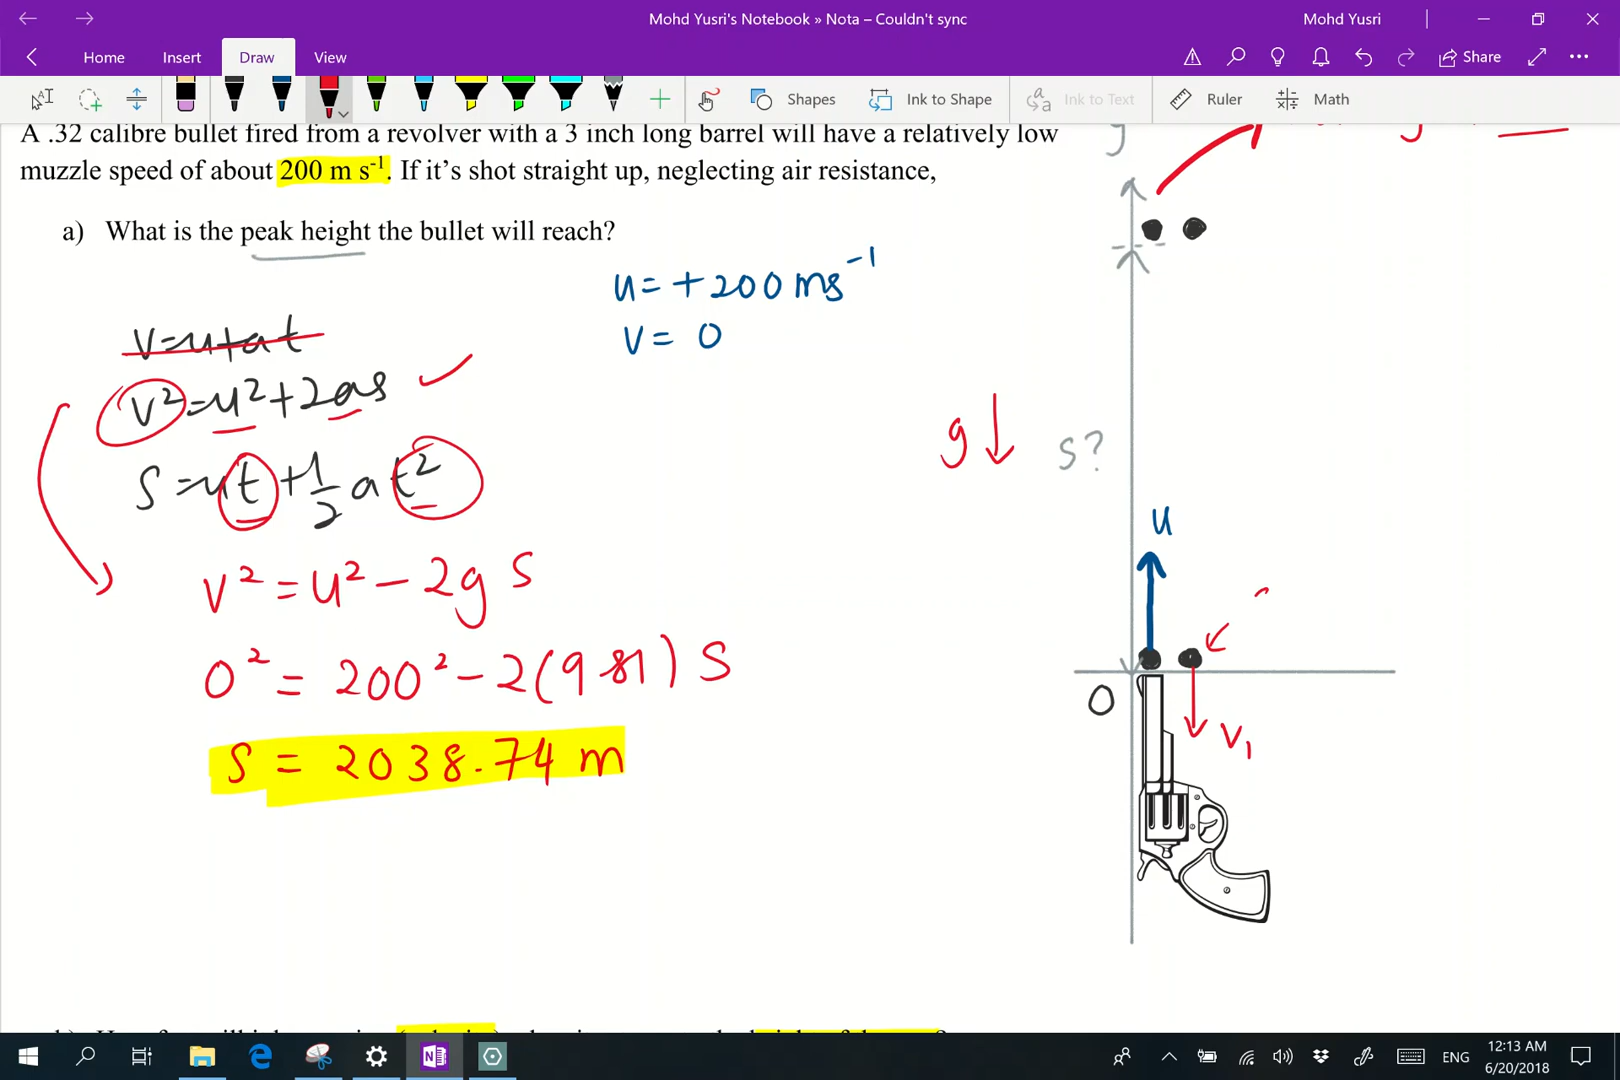 Mohd Yusri's Notebook » Nota – Couldn't sync
Mohd Yusri
Home Insert Draw View
Share
Shapes Ink to Shape Ink to Text Ruler Math
A .32 calibre bullet fired from a revolver with a 3 inch long barrel will have a relatively low
muzzle speed of about 200 m s-1. If it's shot straight up, neglecting air resistance,
a) What is the peak height the bullet will reach?
u = +200 ms⁻¹
v = 0
v=u+at
v²=u²+2as
s=ut+1/2 at²
v² = u² - 2g s
0² = 200² - 2(9.81) s
s = 2038.74 m
y
g
s?
u
0
v₁
ENG
12:13 AM
6/20/2018